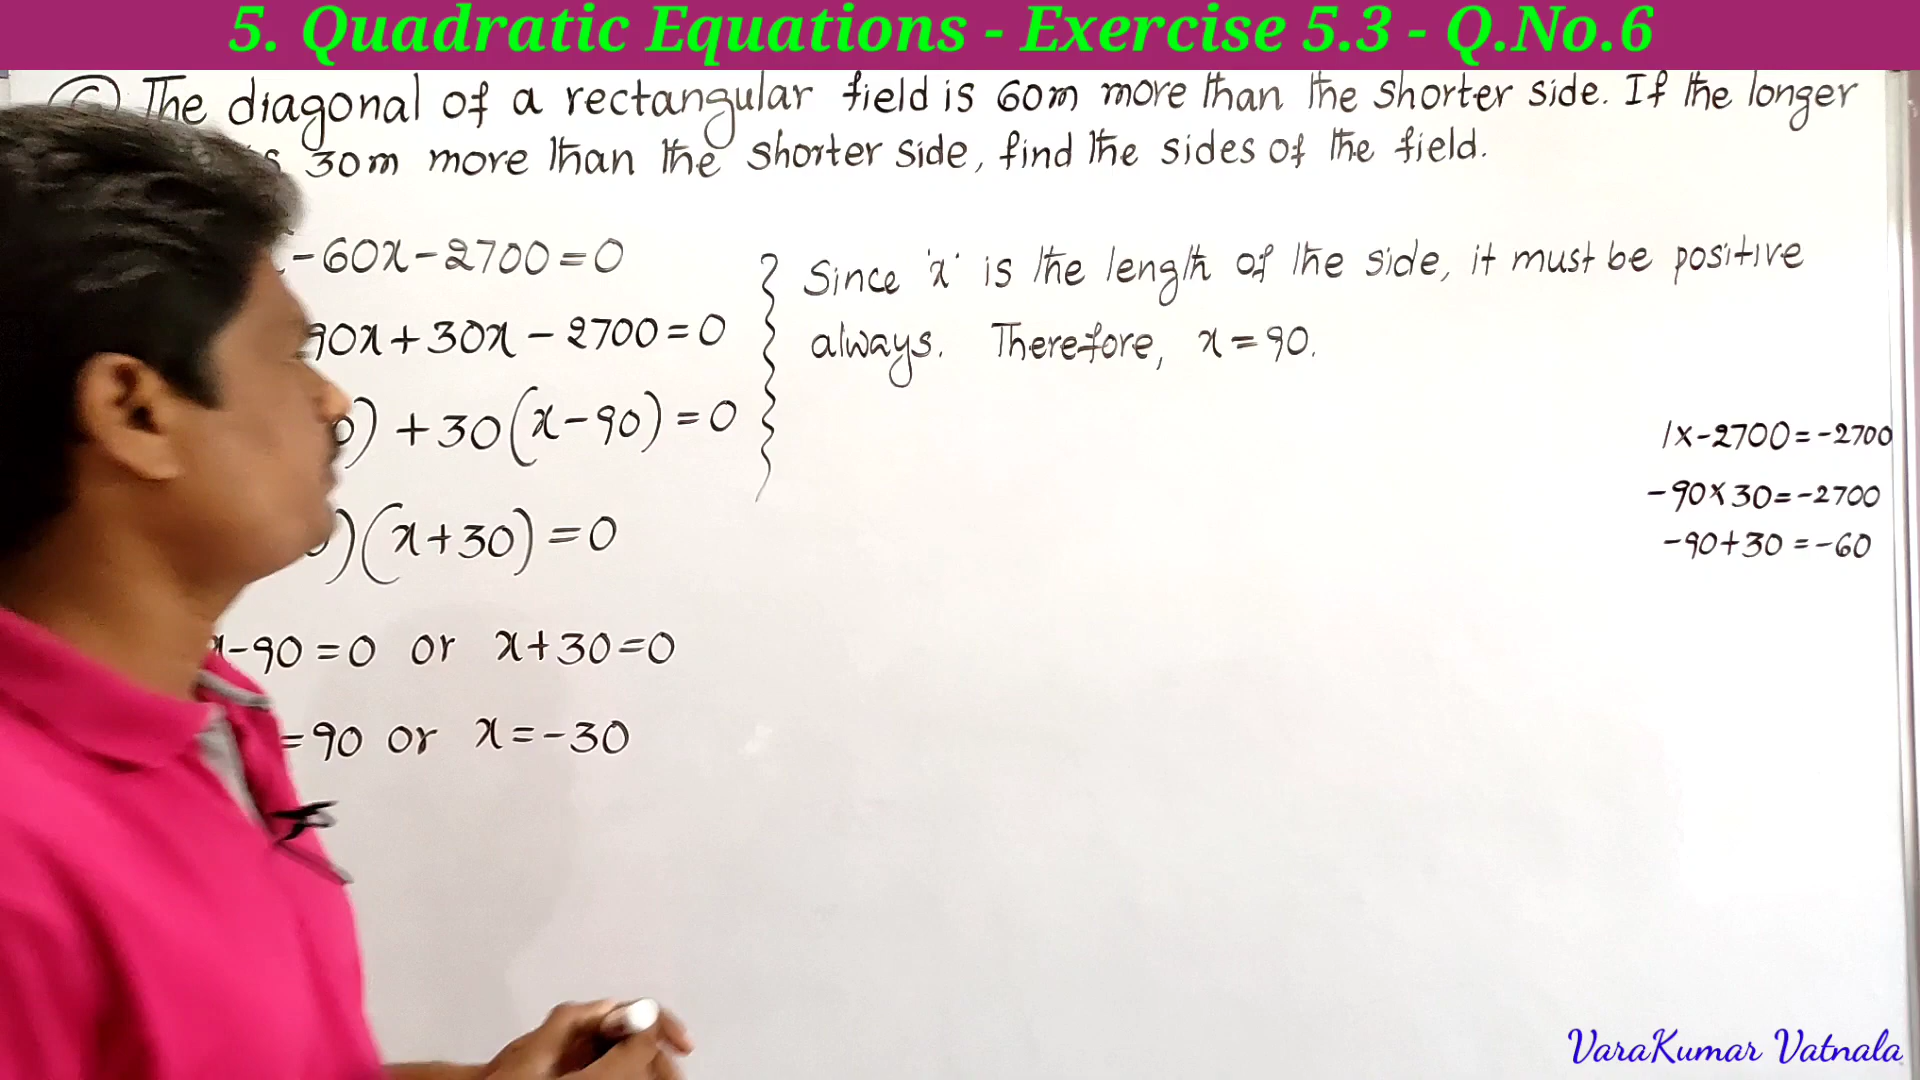 5. Quadratic Equations - Exercise 5.3 - Q.No.6
The diagonal of a rectangular field is 60m more than the shorter side. If the longer
30m more than the shorter side, find the sides of the field.
-60x-2700=0
90x+30x-2700=0
) +30(x-90)=0
)(x+30)=0
x-90=0 or x+30=0
=90 or x=-30
Since 'x' is the length of the side, it must be positive
always. Therefore, x=90.
1x-2700=-2700
-90x30=-2700
-90+30=-60
VaraKumar Vatnala